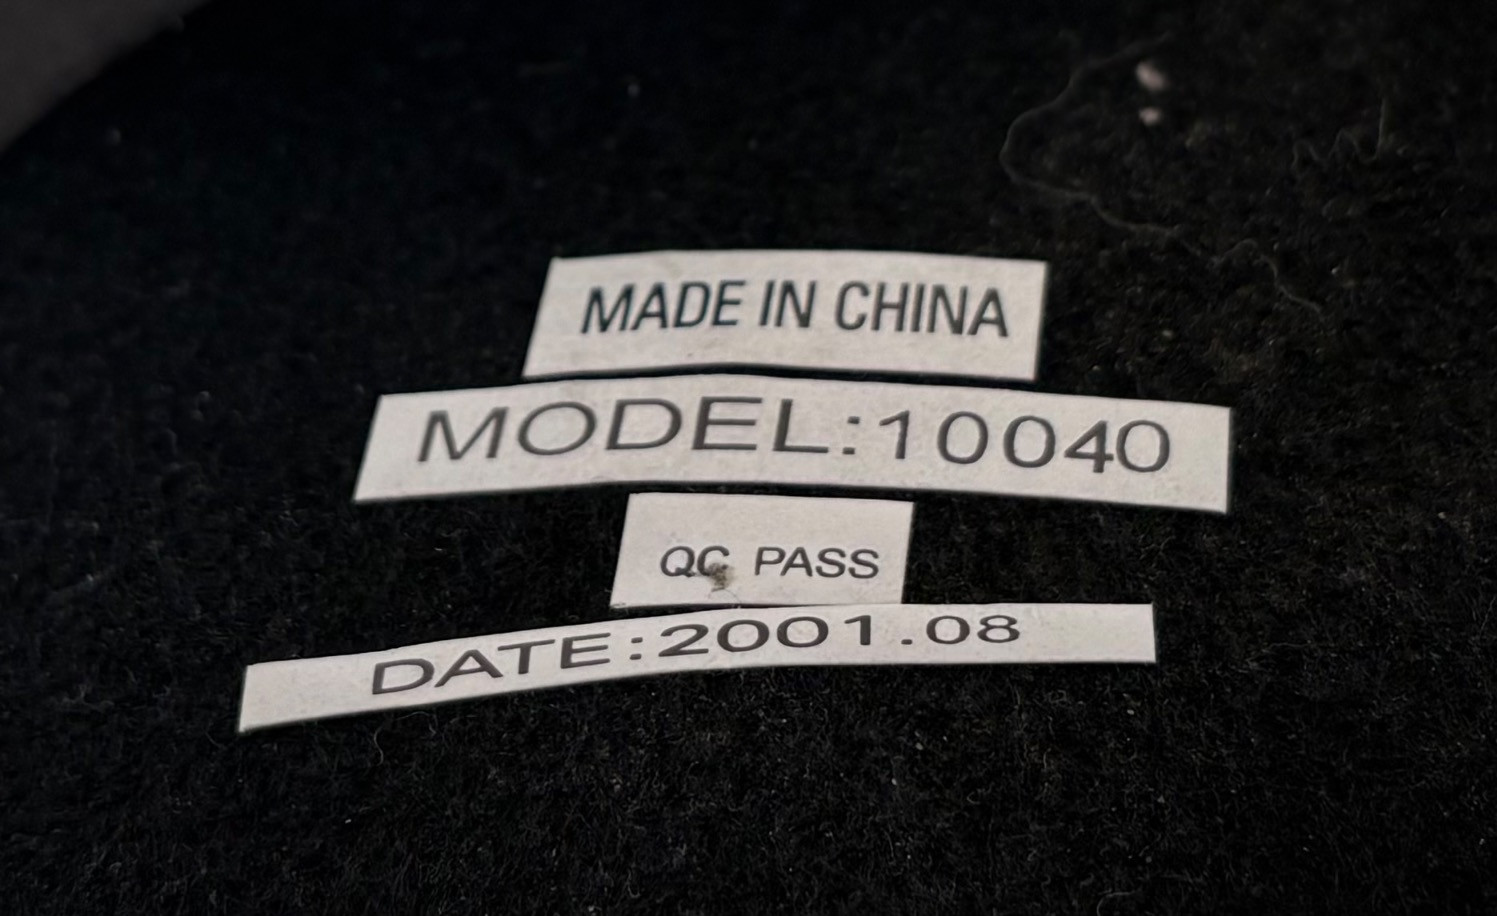 MADE IN CHINA
MODEL:10040
QC PASS
DATE:2001.08